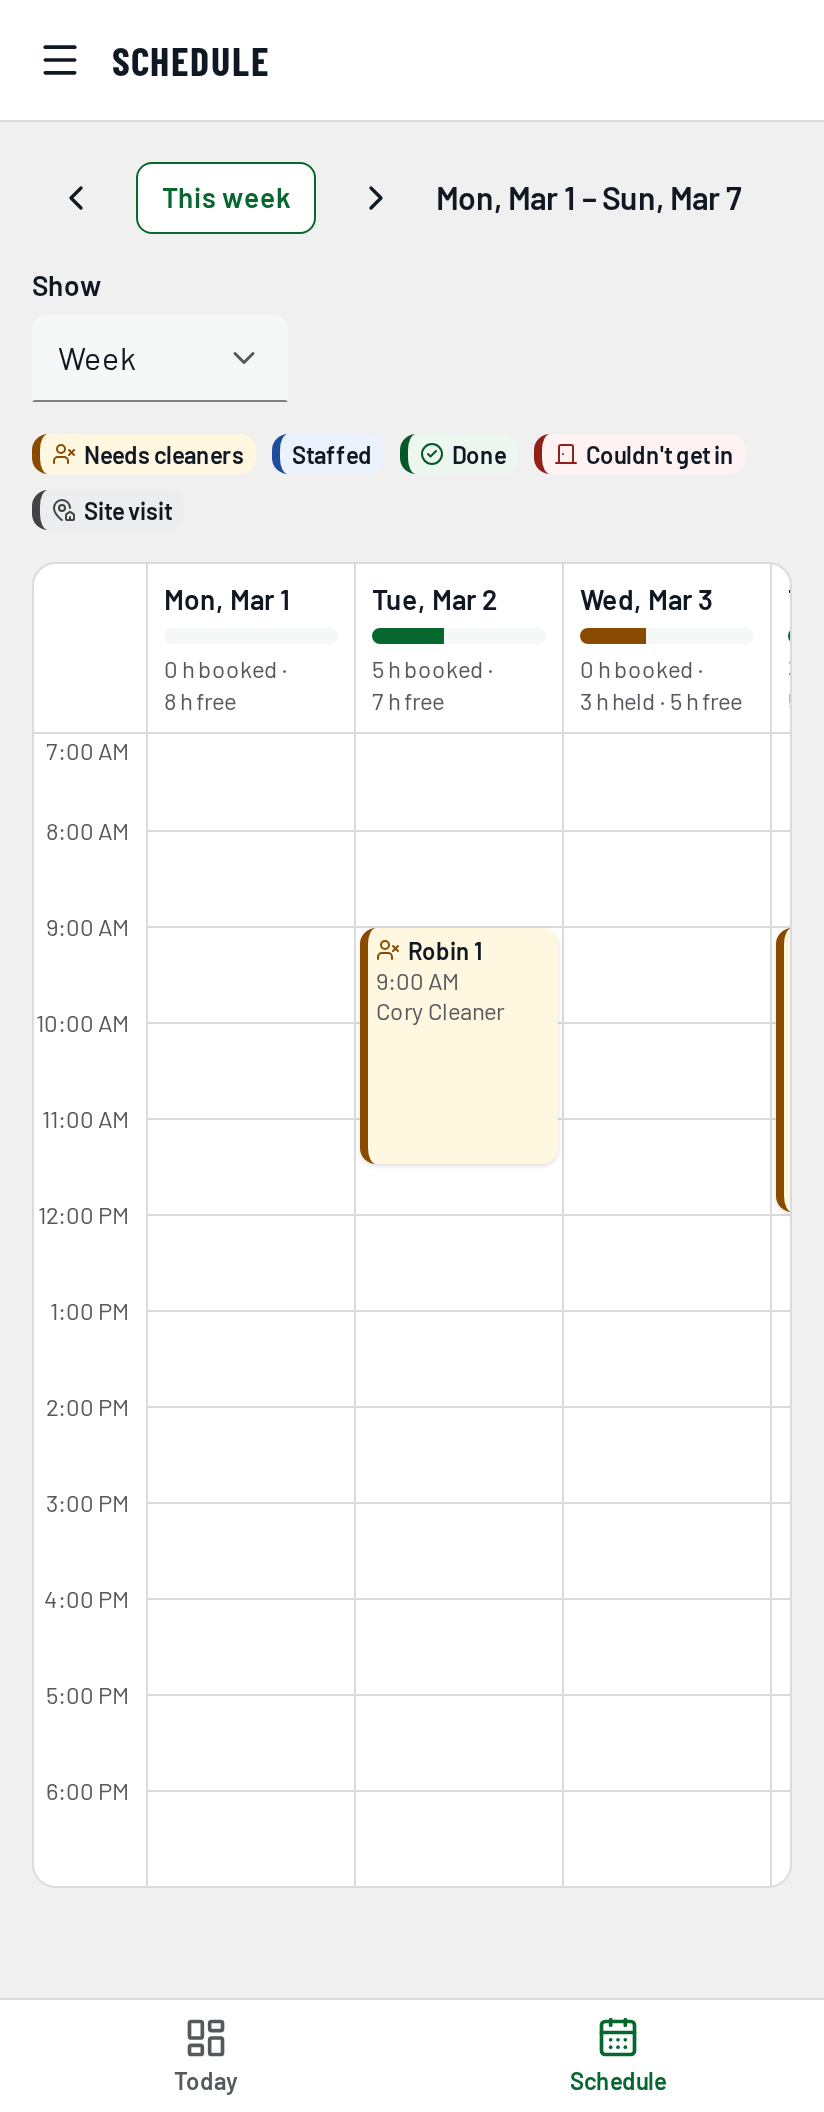 SCHEDULE
This week
Mon, Mar 1 – Sun, Mar 7
Show
Week
Needs cleaners
Staffed
Done
Couldn't get in
Site visit
Mon, Mar 1
0 h booked ·
8 h free
Tue, Mar 2
5 h booked ·
7 h free
Wed, Mar 3
0 h booked ·
3 h held · 5 h free
7:00 AM
8:00 AM
9:00 AM
Robin 1
9:00 AM
Cory Cleaner
10:00 AM
11:00 AM
12:00 PM
1:00 PM
2:00 PM
3:00 PM
4:00 PM
5:00 PM
6:00 PM
Today
Schedule